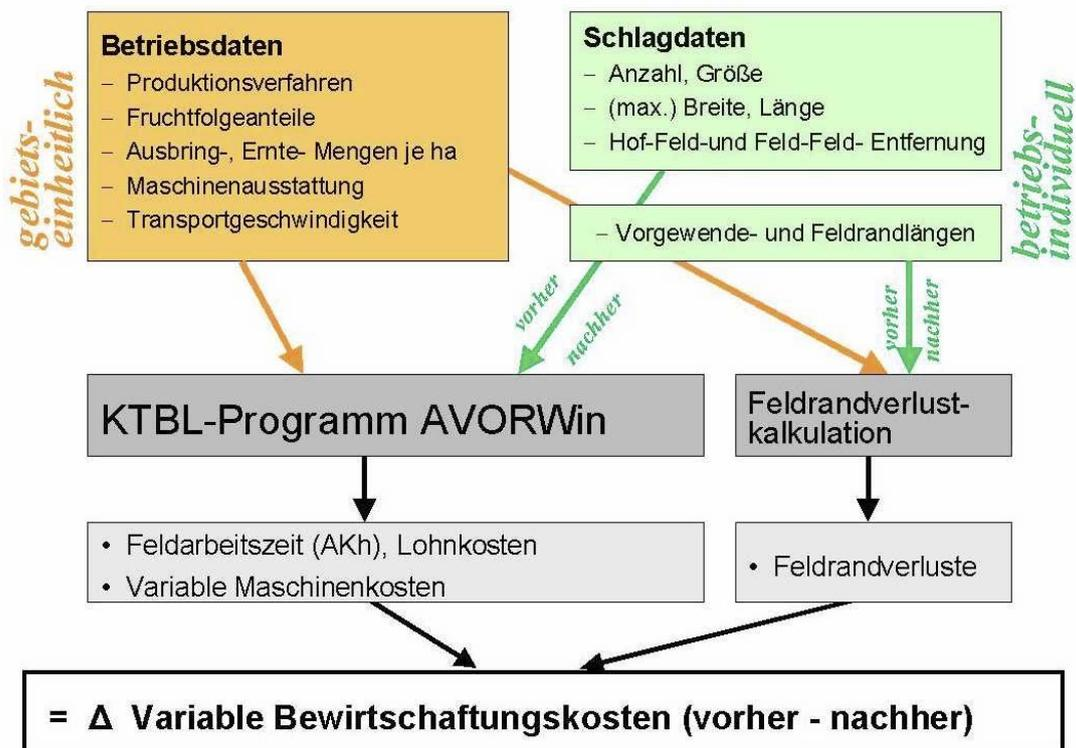 gebiets-
einheitlich
Betriebsdaten
– Produktionsverfahren
– Fruchtfolgeanteile
– Ausbring-, Ernte- Mengen je ha
– Maschinenausstattung
– Transportgeschwindigkeit
Schlagdaten
– Anzahl, Größe
– (max.) Breite, Länge
– Hof-Feld-und Feld-Feld- Entfernung
– Vorgewende- und Feldrandlängen
betriebs-
individuell
vorher
nachher
vorher
nachher
KTBL-Programm AVORWin
Feldrandverlust-
kalkulation
• Feldarbeitszeit (AKh), Lohnkosten
• Variable Maschinenkosten
• Feldrandverluste
= Δ Variable Bewirtschaftungskosten (vorher - nachher)